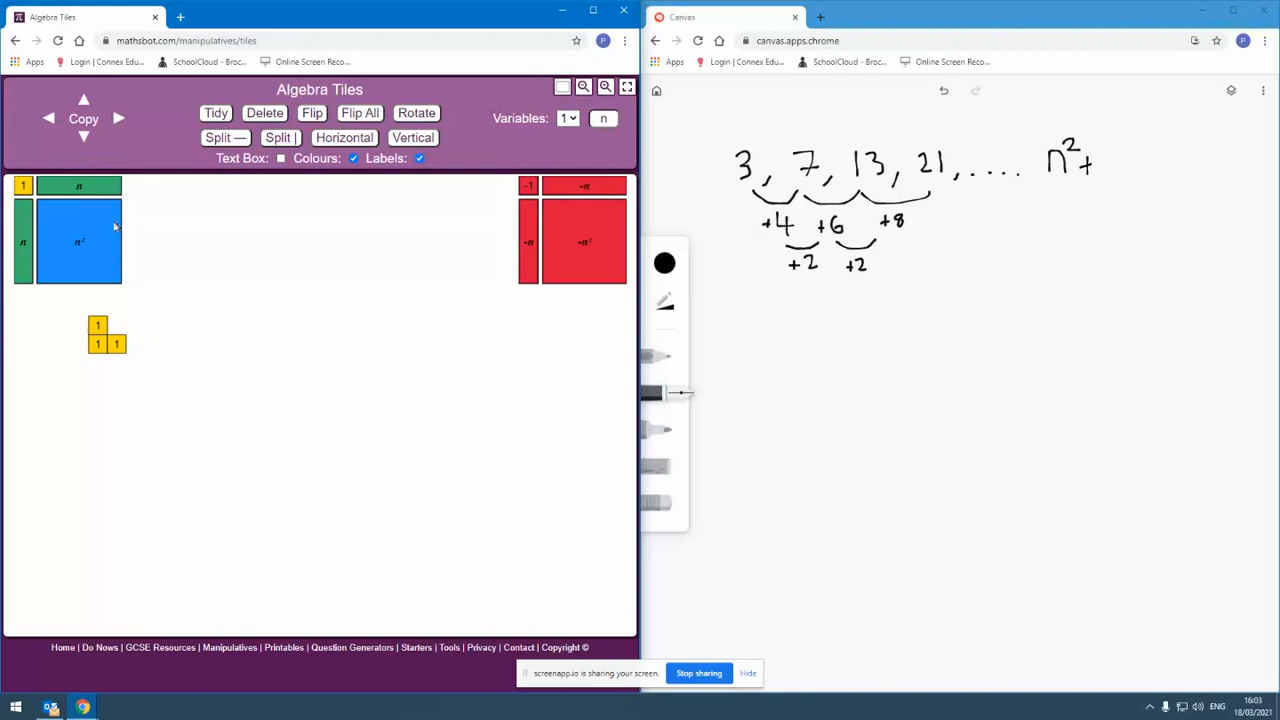 Algebra Tiles
Canvas
mathsbot.com/manipulatives/tiles
P
canvas.apps.chrome
P
Apps
Login | Connex Edu...
SchoolCloud - Broc...
Online Screen Reco...
Apps
Login | Connex Edu...
SchoolCloud - Broc...
Online Screen Reco...
Algebra Tiles
Copy
Tidy
Delete
Flip
Flip All
Rotate
Variables:
1
n
Split —
Split |
Horizontal
Vertical
Text Box:
Colours:
Labels:
1
n
-1
-n
n
n²
-n
-n²
1
1 1
3, 7, 13, 21, .... n²+
+4 +6 +8
+2 +2
Home | Do Nows | GCSE Resources | Manipulatives | Printables | Question Generators | Starters | Tools | Privacy | Contact | Copyright ©
screenapp.io is sharing your screen.
Stop sharing
Hide
ENG
16:03
18/03/2021